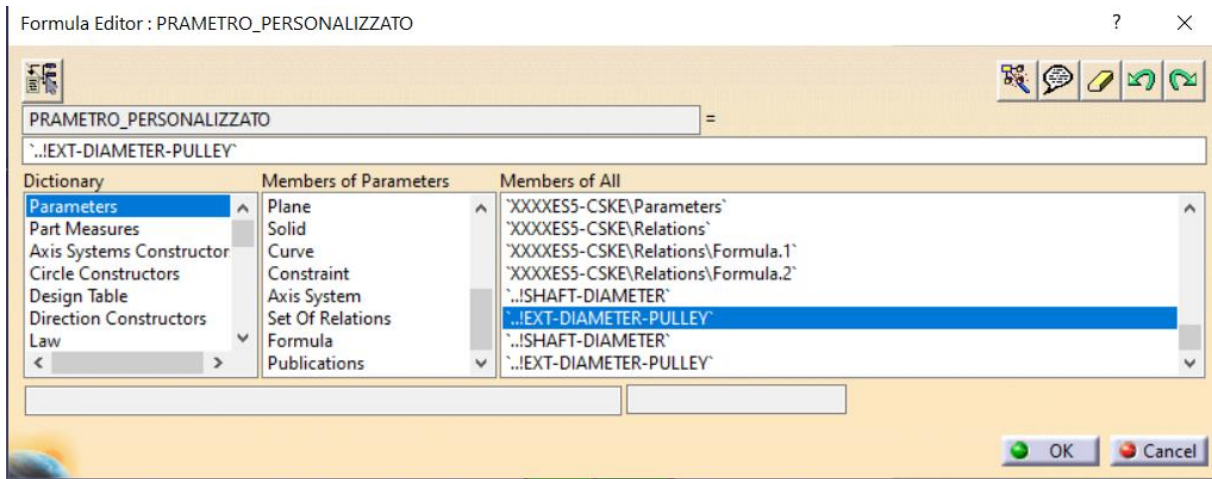 Formula Editor : PRAMETRO_PERSONALIZZATO ? ×
PRAMETRO_PERSONALIZZATO =
`..!EXT-DIAMETER-PULLEY`
Dictionary Members of Parameters Members of All
Parameters Plane `XXXXES5-CSKE\Parameters`
Part Measures Solid `XXXXES5-CSKE\Relations`
Axis Systems Constructor Curve `XXXXES5-CSKE\Relations\Formula.1`
Circle Constructors Constraint `XXXXES5-CSKE\Relations\Formula.2`
Design Table Axis System `..!SHAFT-DIAMETER`
Direction Constructors Set Of Relations `..!EXT-DIAMETER-PULLEY`
Law Formula `..!SHAFT-DIAMETER`
Publications `..!EXT-DIAMETER-PULLEY`
OK Cancel